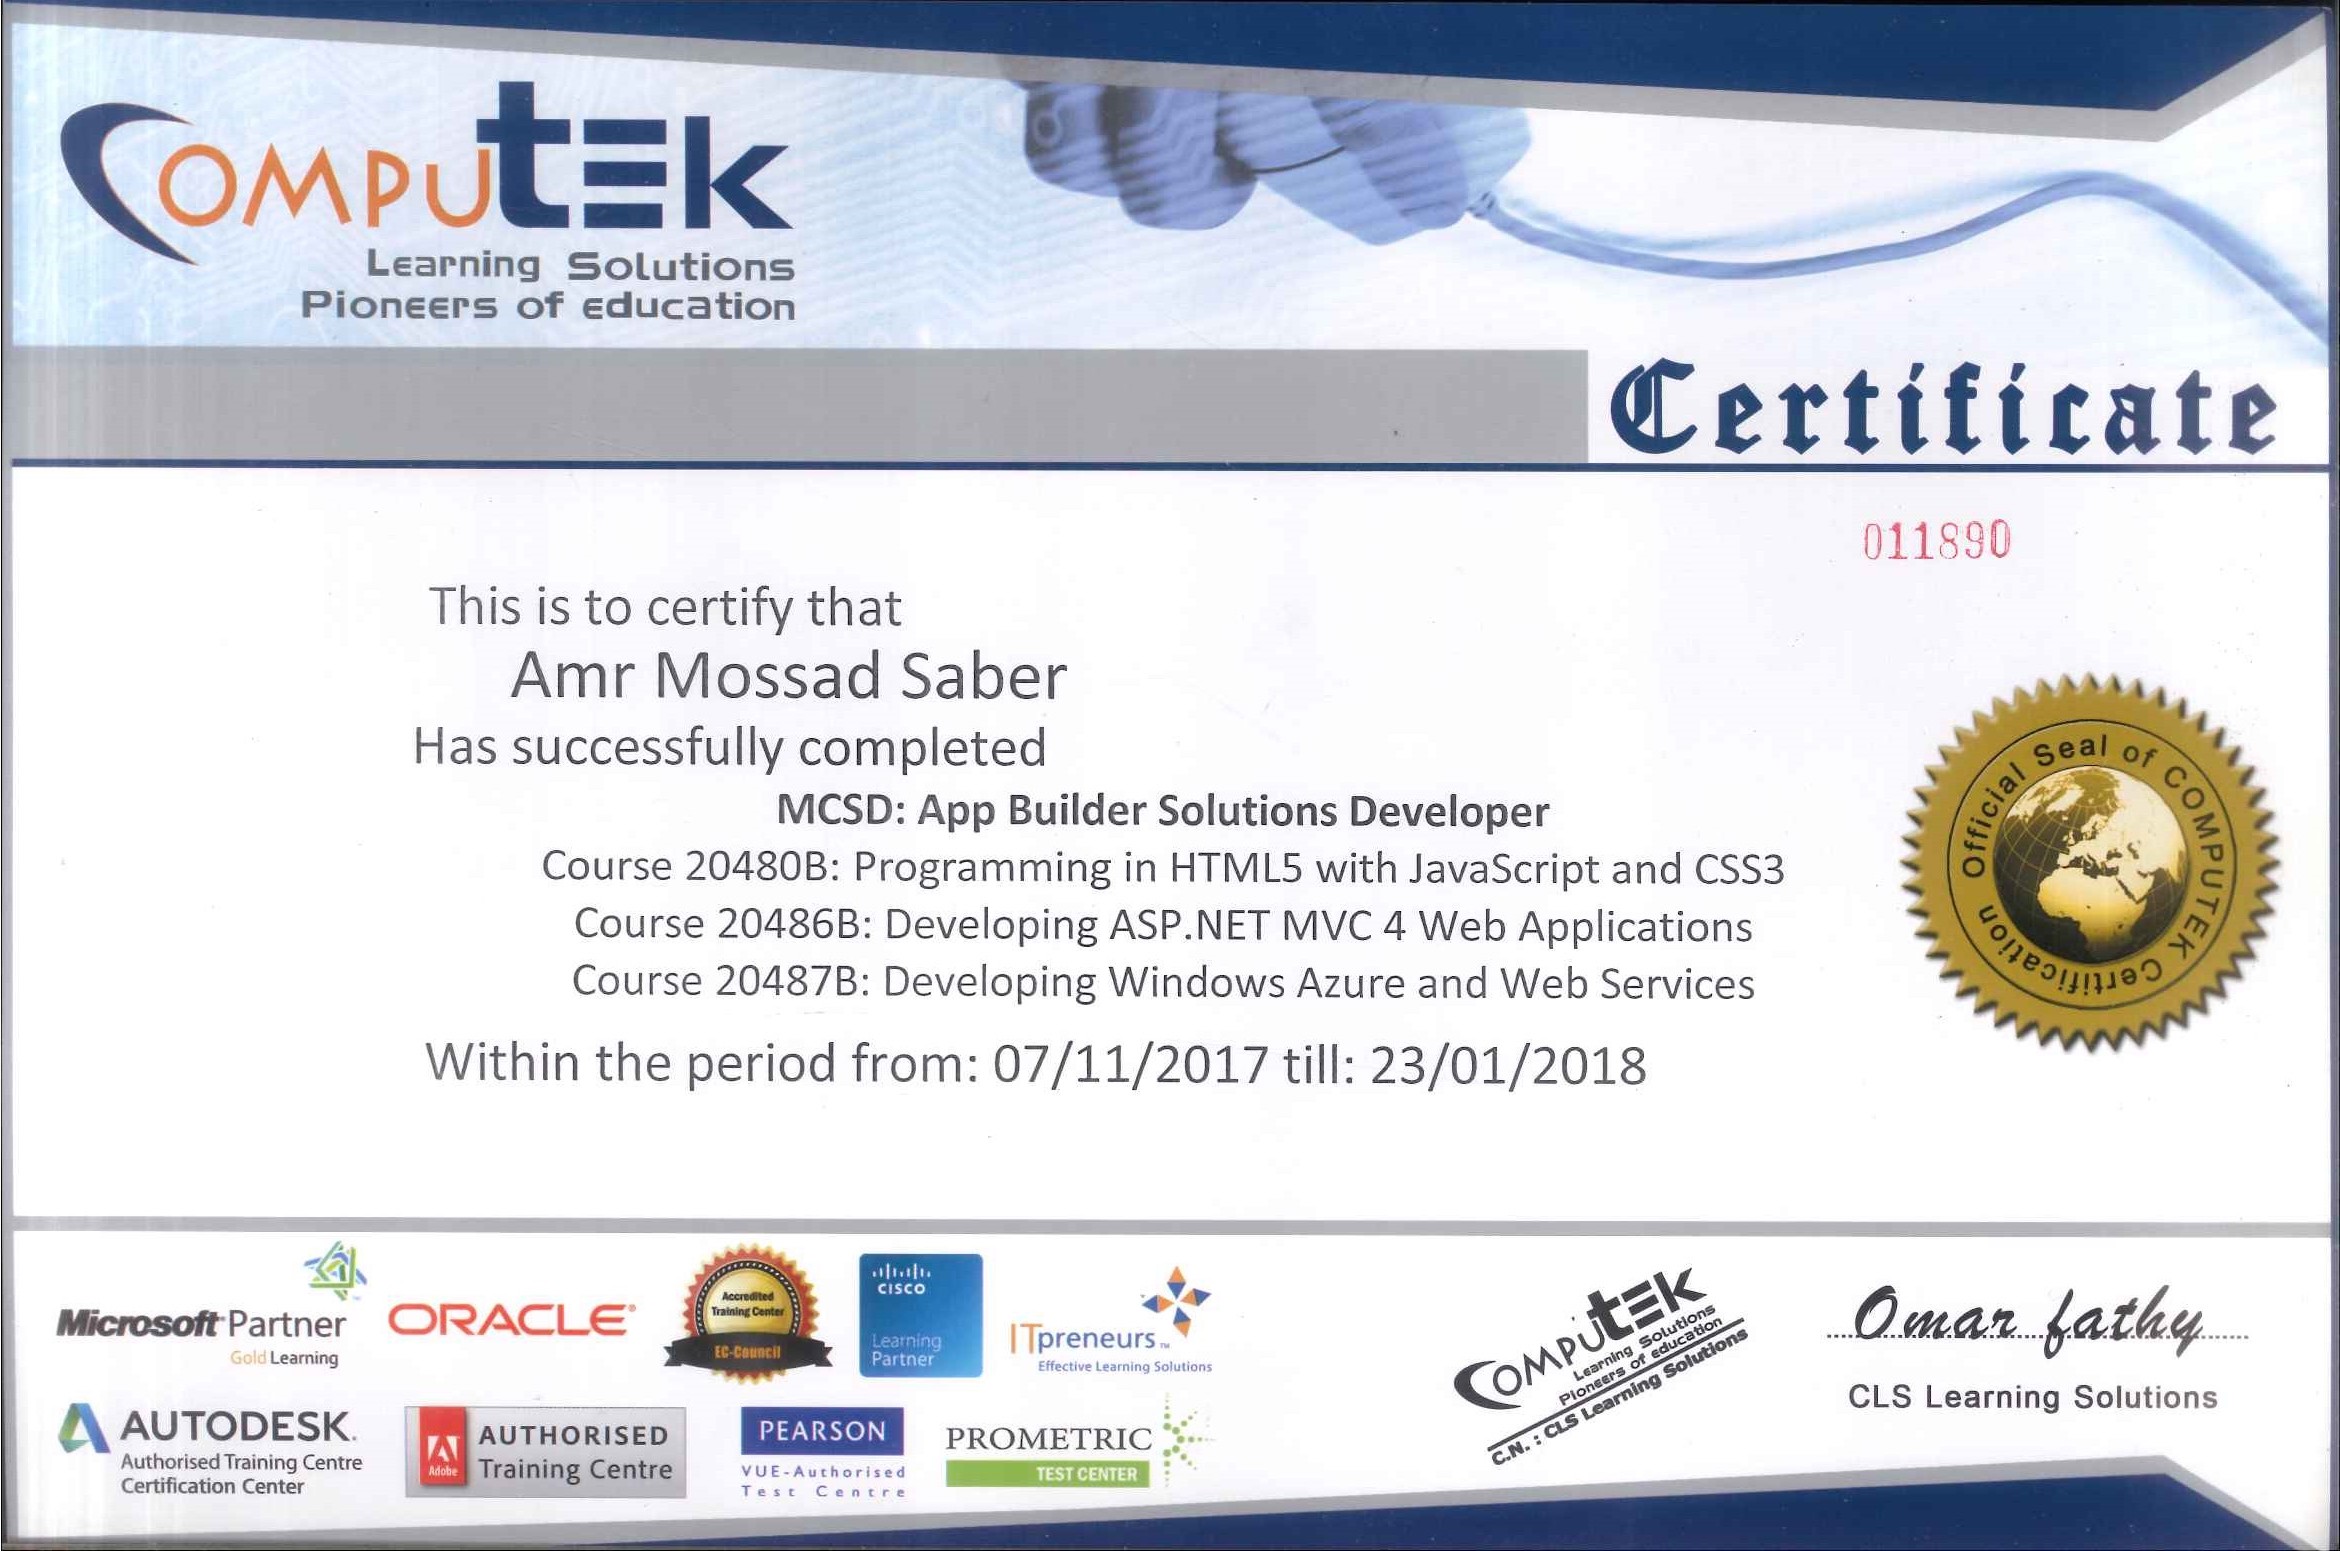 COMPUTEK
Learning Solutions
Pioneers of education
Certificate
011890
This is to certify that
Amr Mossad Saber
Has successfully completed
MCSD: App Builder Solutions Developer
Course 20480B: Programming in HTML5 with JavaScript and CSS3
Course 20486B: Developing ASP.NET MVC 4 Web Applications
Course 20487B: Developing Windows Azure and Web Services
Within the period from: 07/11/2017 till: 23/01/2018
Official Seal of COMPUTEK Certification
Microsoft Partner
Gold Learning
ORACLE®
Accredited
Training Center
EC-Council
CISCO
Learning
Partner
ITpreneurs™
Effective Learning Solutions
COMPUTEK
Learning Solutions
Pioneers of education
C.N. : CLS Learning Solutions
Omar fathy
CLS Learning Solutions
AUTODESK.
Authorised Training Centre
Certification Center
Adobe
AUTHORISED
Training Centre
PEARSON
VUE-Authorised
Test Centre
PROMETRIC
TEST CENTER